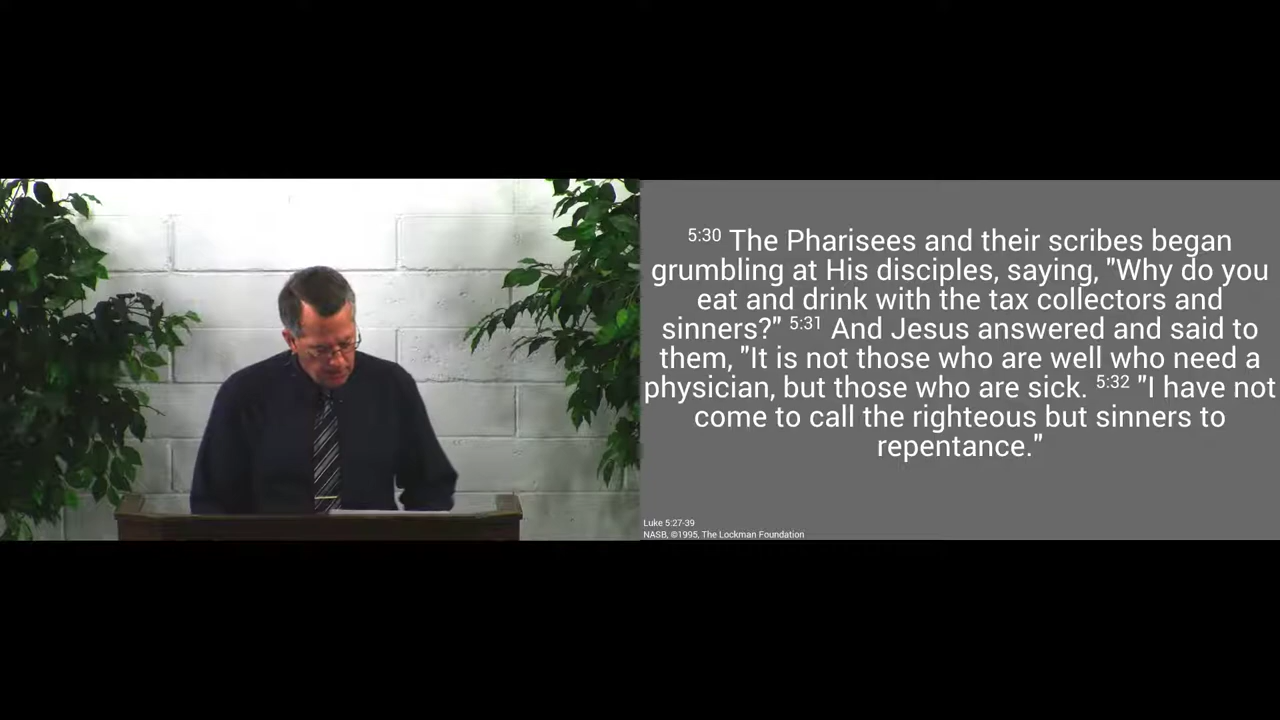 5:30 The Pharisees and their scribes began
grumbling at His disciples, saying, "Why do you
eat and drink with the tax collectors and
sinners?" 5:31 And Jesus answered and said to
them, "It is not those who are well who need a
physician, but those who are sick. 5:32 "I have not
come to call the righteous but sinners to
repentance."
Luke 5:27-39
NASB, ©1995, The Lockman Foundation